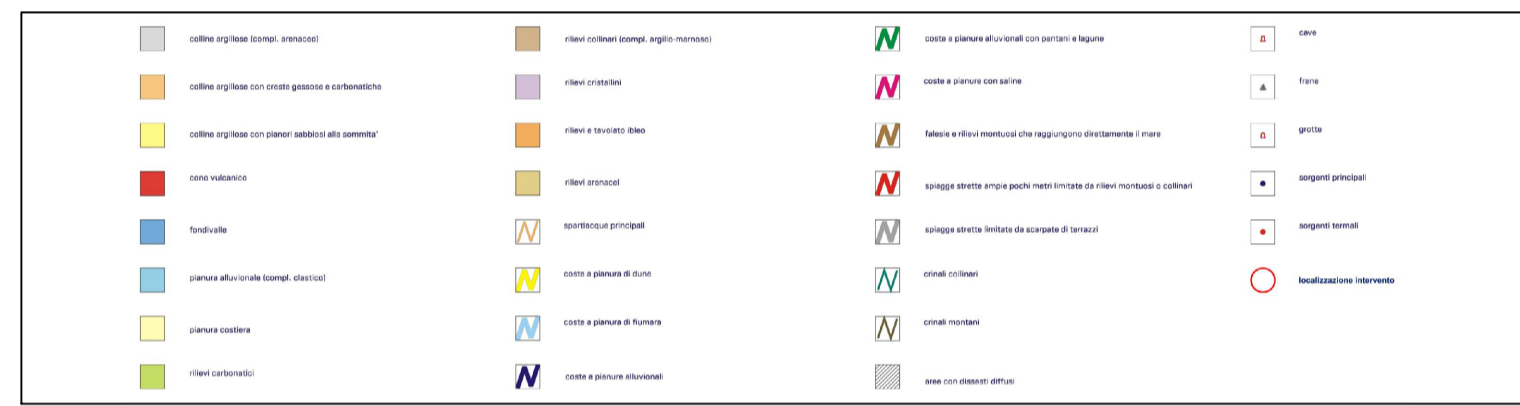 colline argillose (compl. arenaceo)
colline argillose con creste gessose e carbonatiche
colline argillose con pianori sabbiosi alla sommita'
cono vulcanico
fondivalle
pianura alluvionale (compl. clastico)
pianura costiera
rilievi carbonatici
rilievi collinari (compl. argillo-marnoso)
rilievi cristallini
rilievi e tavolato ibleo
rilievi arenacei
spartiacque principali
coste a pianura di dune
coste a pianura di fiumara
coste a pianure alluvionali
coste a pianure alluvionali con pantani e lagune
coste a pianure con saline
falesie e rilievi montuosi che raggiungono direttamente il mare
spiagge strette ampie pochi metri limitate da rilievi montuosi o collinari
spiagge strette limitate da scarpate di terrazzi
crinali collinari
crinali montani
aree con dissesti diffusi
cave
frane
grotte
sorgenti principali
sorgenti termali
localizzazione intervento